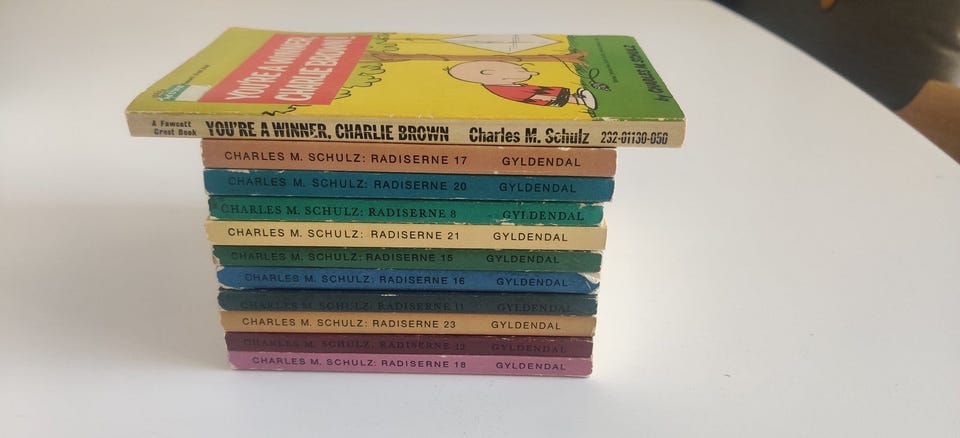 YOU'RE A WINNER,
CHARLIE BROWN!
by CHARLES M. SCHULZ
A Fawcett
Crest Book
YOU'RE A WINNER, CHARLIE BROWN Charles M. Schulz 232-01130-050
CHARLES M. SCHULZ: RADISERNE 17 GYLDENDAL
CHARLES M. SCHULZ: RADISERNE 20 GYLDENDAL
CHARLES M. SCHULZ: RADISERNE 8 GYLDENDAL
CHARLES M. SCHULZ: RADISERNE 21 GYLDENDAL
CHARLES M. SCHULZ: RADISERNE 15 GYLDENDAL
CHARLES M. SCHULZ: RADISERNE 16 GYLDENDAL
CHARLES M. SCHULZ: RADISERNE 11 GYLDENDAL
CHARLES M. SCHULZ: RADISERNE 23 GYLDENDAL
CHARLES M. SCHULZ: RADISERNE 12 GYLDENDAL
CHARLES M. SCHULZ: RADISERNE 18 GYLDENDAL